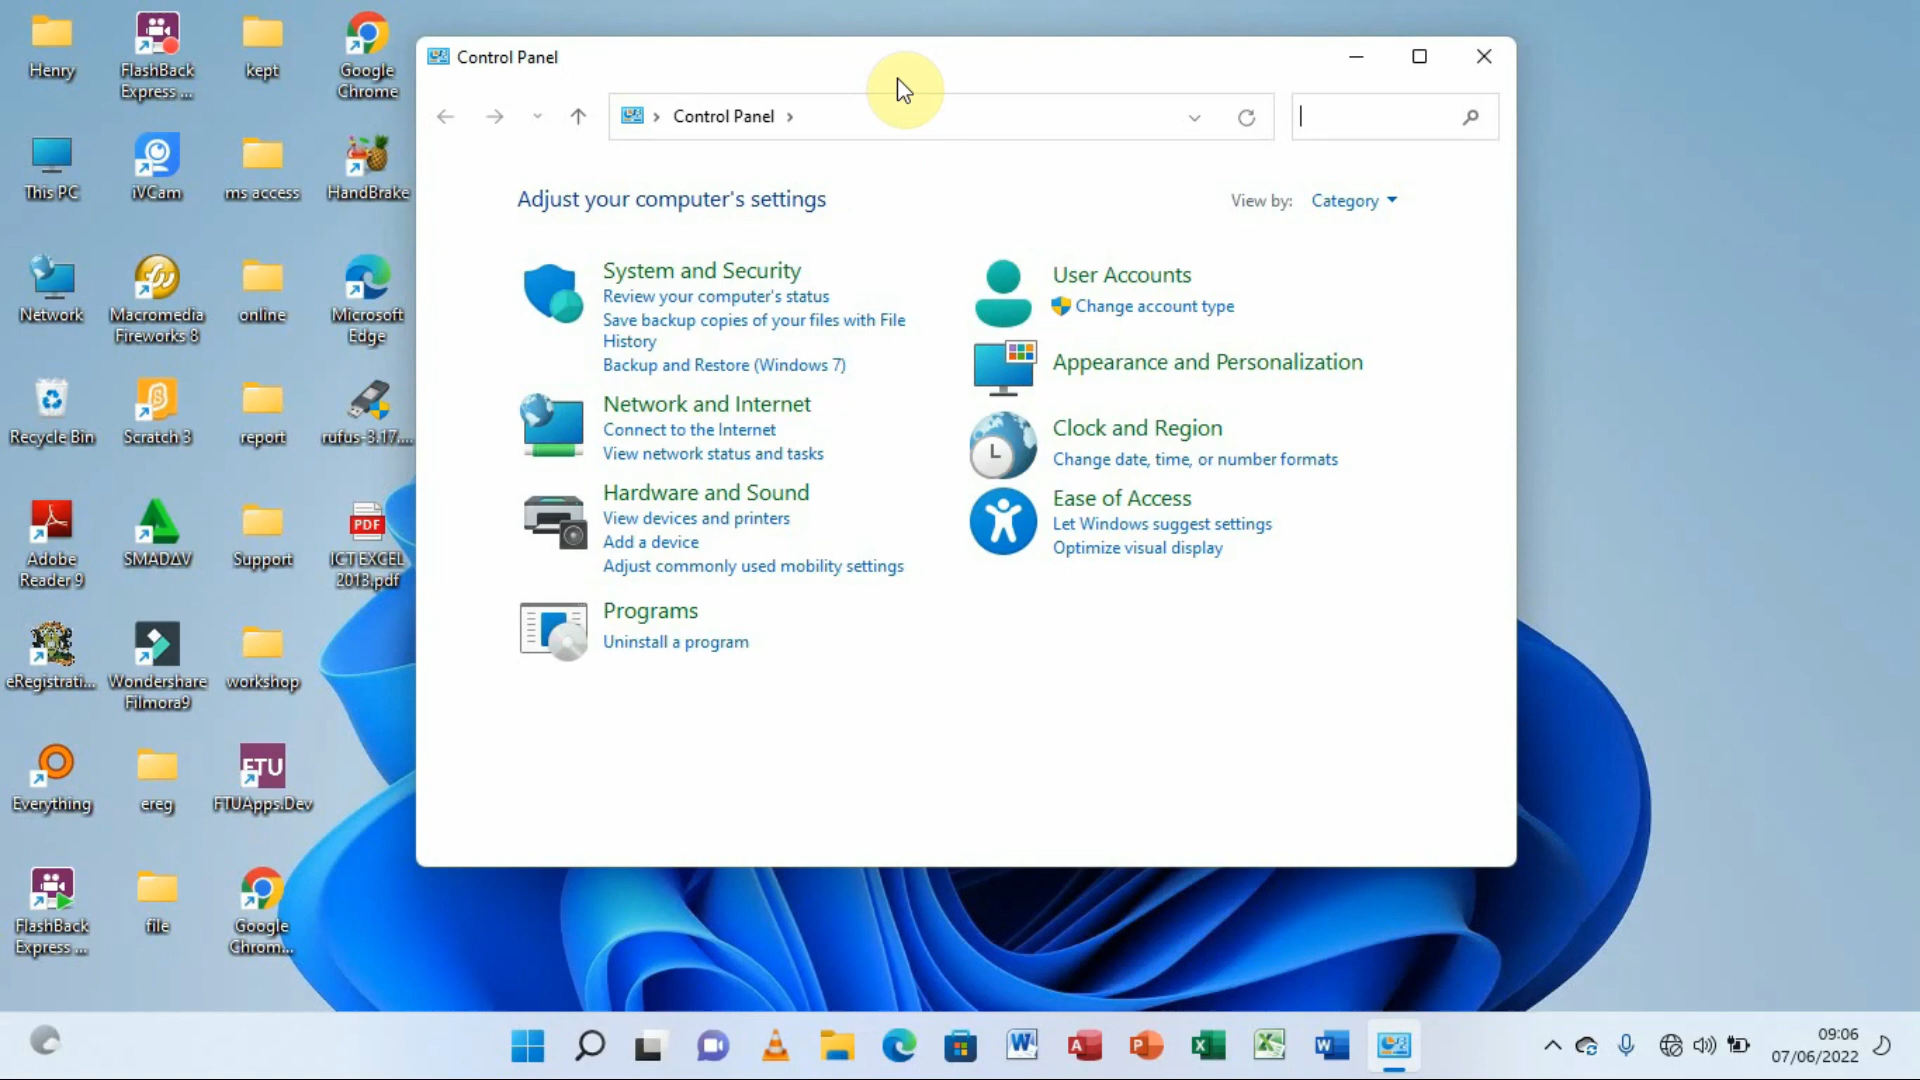 Henry
FlashBack
Express ...
kept
Google
Chrome
This PC
iVCam
ms access
HandBrake
Network
Macromedia
Fireworks 8
online
Microsoft
Edge
Recycle Bin
Scratch 3
report
rufus-3.17....
Adobe
Reader 9
SMADAV
Support
PDF
ICT EXCEL
2013.pdf
eRegistrati...
Wondershare
Filmora9
workshop
Everything
ereg
FTU
FTUApps.Dev
FlashBack
Express ...
file
Google
Chrom...
Control Panel
Control Panel
Adjust your computer's settings
View by: Category
System and Security
Review your computer's status
Save backup copies of your files with File
History
Backup and Restore (Windows 7)
Network and Internet
Connect to the Internet
View network status and tasks
Hardware and Sound
View devices and printers
Add a device
Adjust commonly used mobility settings
Programs
Uninstall a program
User Accounts
Change account type
Appearance and Personalization
Clock and Region
Change date, time, or number formats
Ease of Access
Let Windows suggest settings
Optimize visual display
09:06
07/06/2022